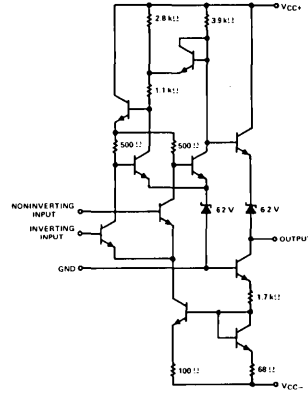 VCC+
2.8 kΩ
3.9 kΩ
1.1 kΩ
500 Ω
500 Ω
6.2 V
6.2 V
NONINVERTING
INPUT
INVERTING
INPUT
OUTPUT
GND
1.7 kΩ
100 Ω
68 Ω
VCC-